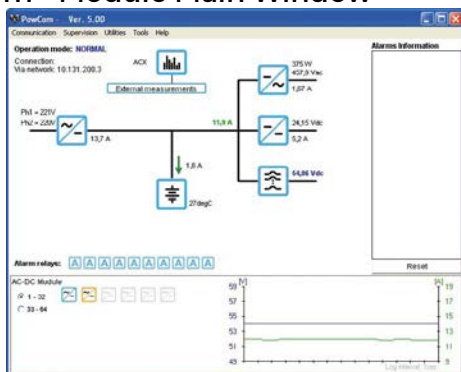 m - Module Main Window
PowCom - Ver. 5.00
Communication Supervision Utilities Tools Help
Operation mode: NORMAL
Alarms Information
Connection:
Via network: 10.131.200.3
ACX
External measurements
375 W
437,9 Vac
1,67 A
Ph1 = 221V
Ph2 = 220V
13,7 A
11,9 A
24,15 Vdc
5,2 A
1,8 A
27degC
54,06 Vdc
Alarm relays: A A A A A A A A A A
Reset
AC-DC Module
1 - 32
33 - 64
[V]
[A]
59
57
55
53
51
49
19
17
15
13
11
9